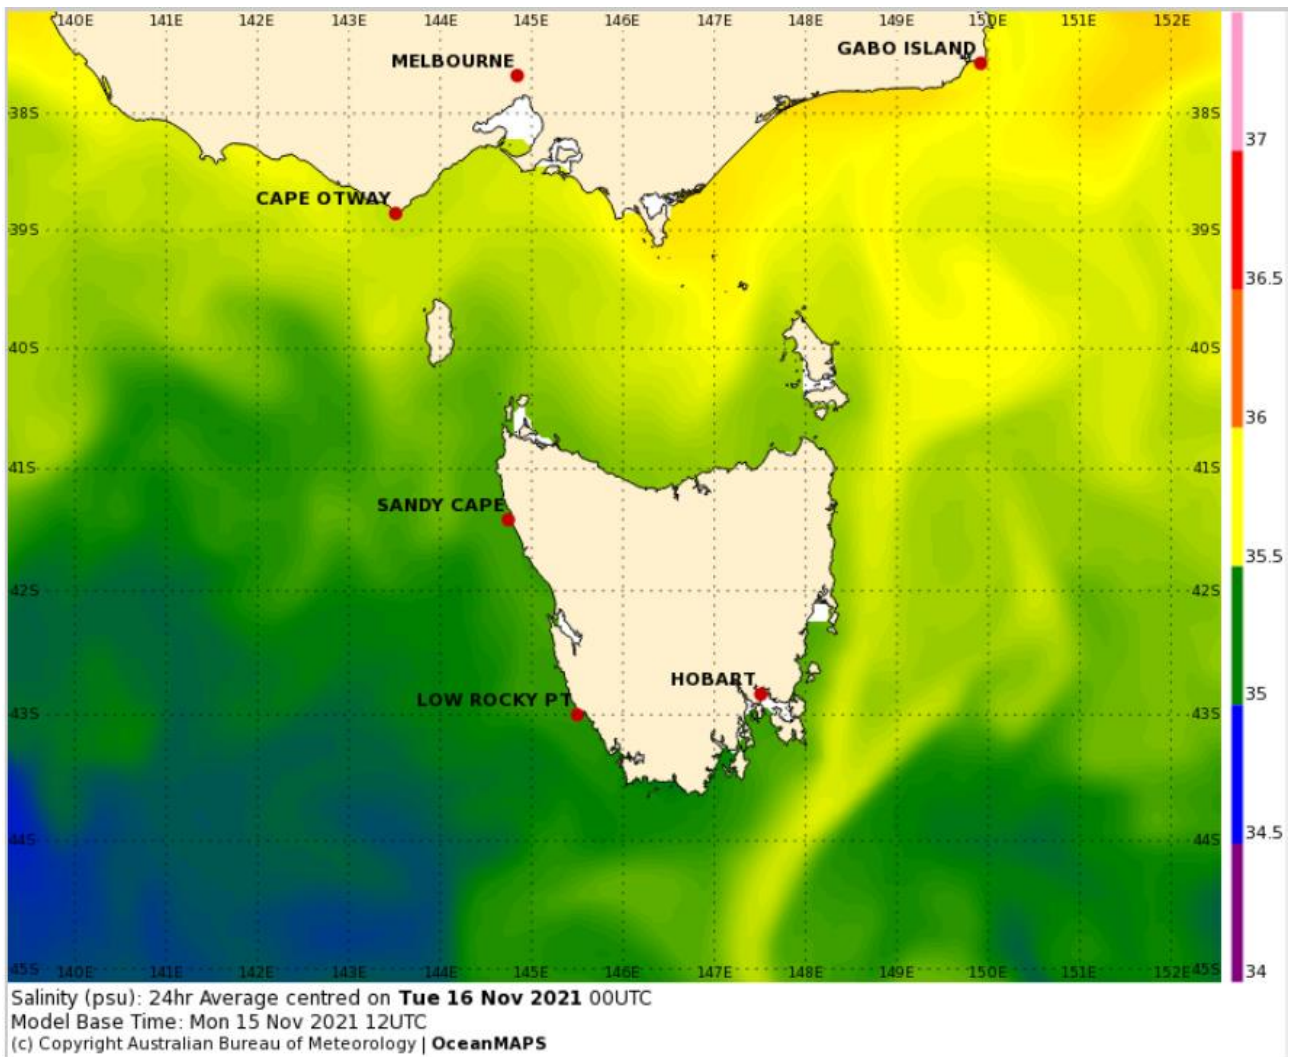 140E 141E 142E 143E 144E 145E 146E 147E 148E 149E 150E 151E 152E
GABO ISLAND
MELBOURNE
38S 38S
37
CAPE OTWAY
39S 39S
36.5
40S 40S
36
41S 41S
SANDY CAPE
35.5
42S 42S
HOBART
LOW ROCKY PT
35
43S 43S
44S 44S
34.5
45S 45S
140E 141E 142E 143E 144E 145E 146E 147E 148E 149E 150E 151E 152E
34
Salinity (psu): 24hr Average centred on Tue 16 Nov 2021 00UTC
Model Base Time: Mon 15 Nov 2021 12UTC
(c) Copyright Australian Bureau of Meteorology | OceanMAPS